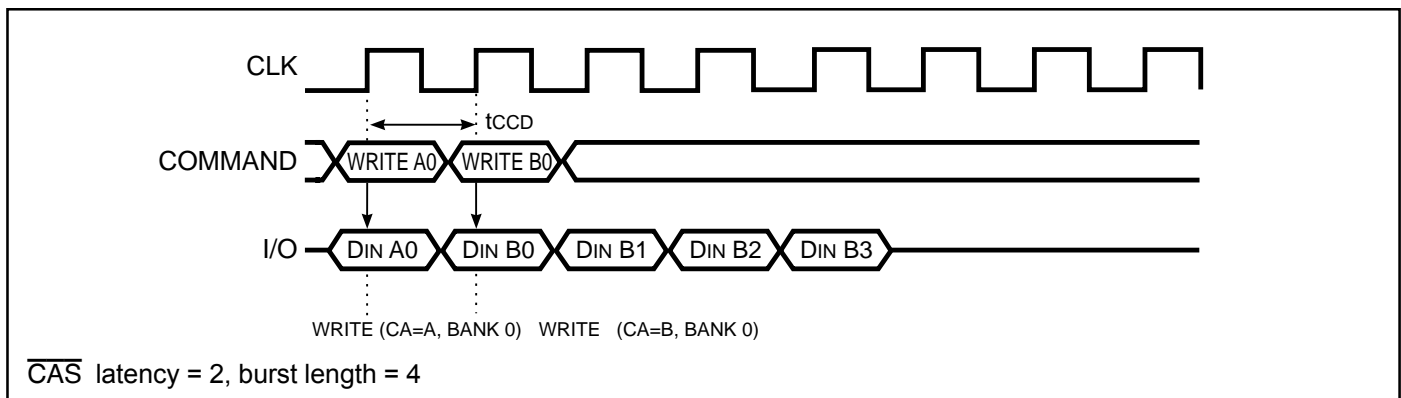 CLK
tCCD
COMMAND WRITE A0 WRITE B0
I/O DIN A0 DIN B0 DIN B1 DIN B2 DIN B3
WRITE (CA=A, BANK 0) WRITE (CA=B, BANK 0)
CAS latency = 2, burst length = 4